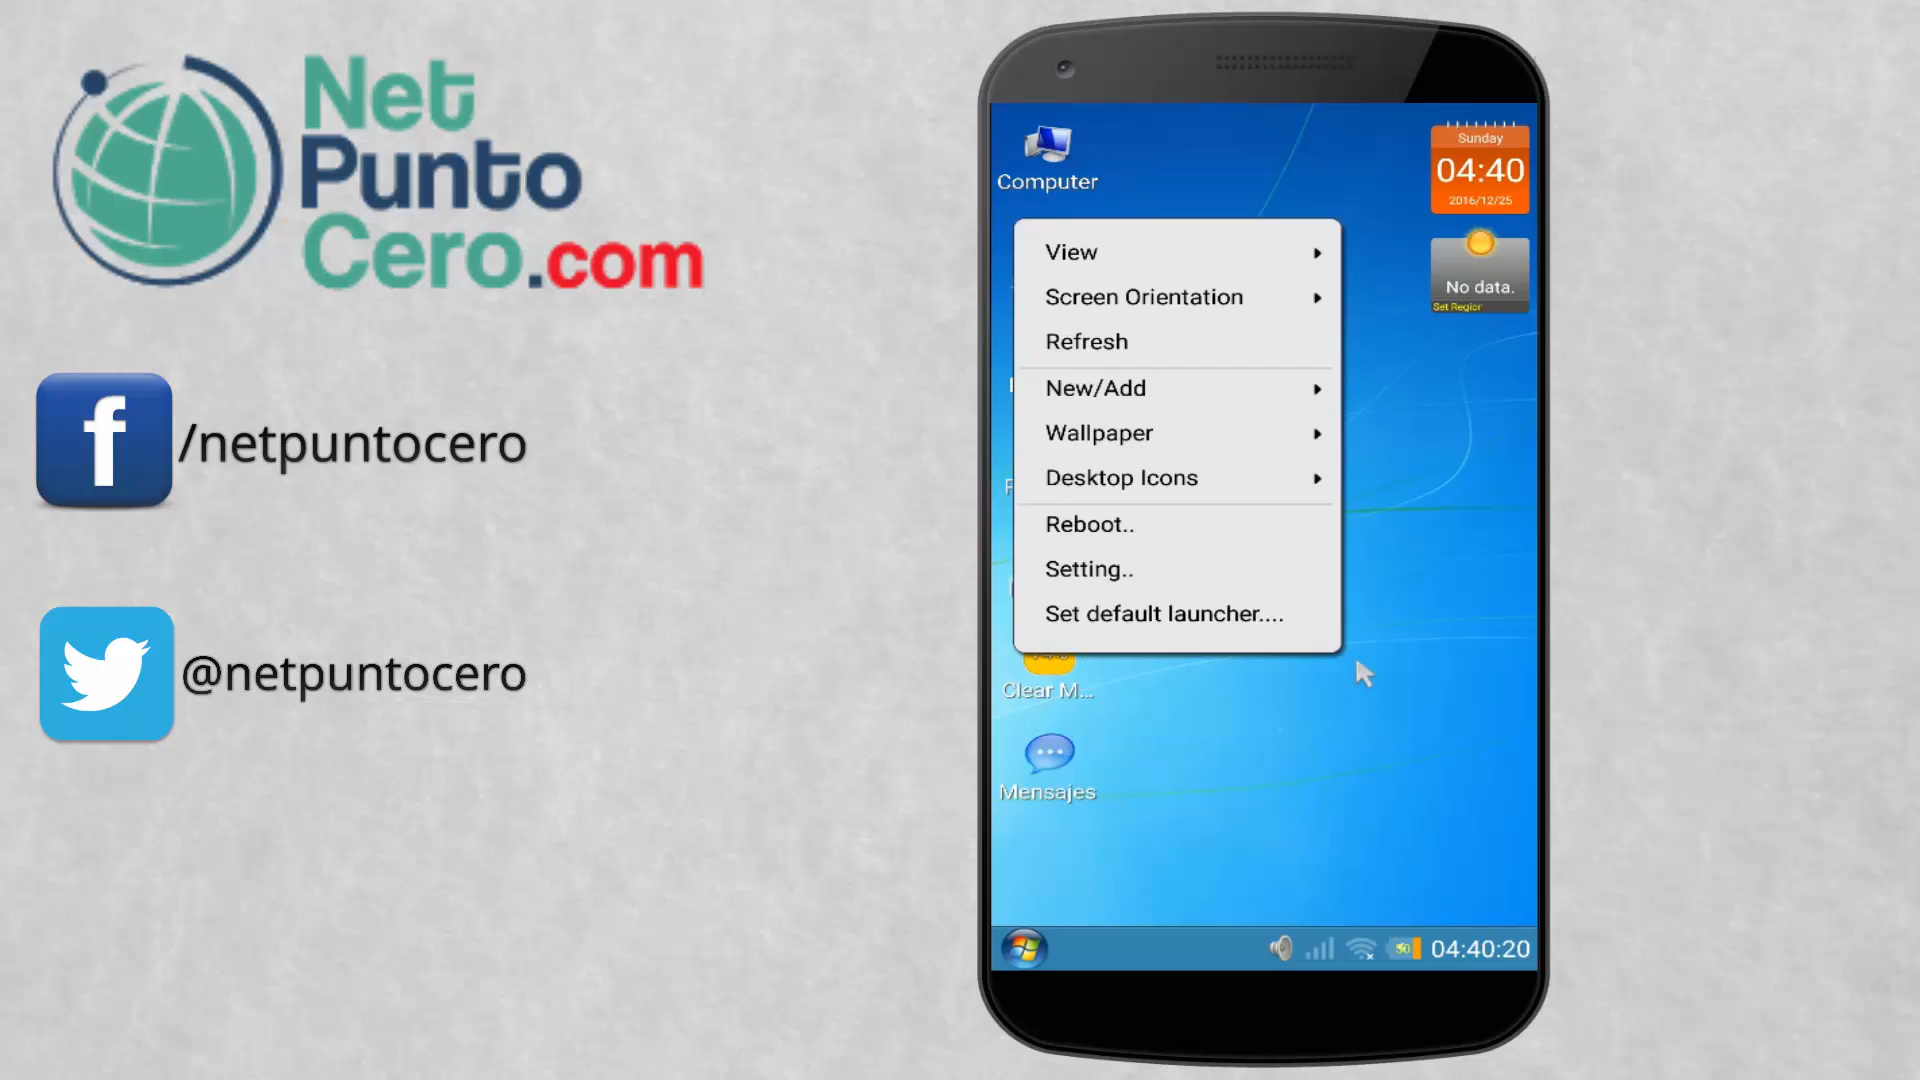 Net
Punto
Cero.com
f /netpuntocero
@netpuntocero
Computer
Sunday
04:40
2016/12/25
No data.
Set Region
View
Screen Orientation
Refresh
New/Add
Wallpaper
Desktop Icons
Reboot..
Setting..
Set default launcher....
Clear M...
Mensajes
50
04:40:20